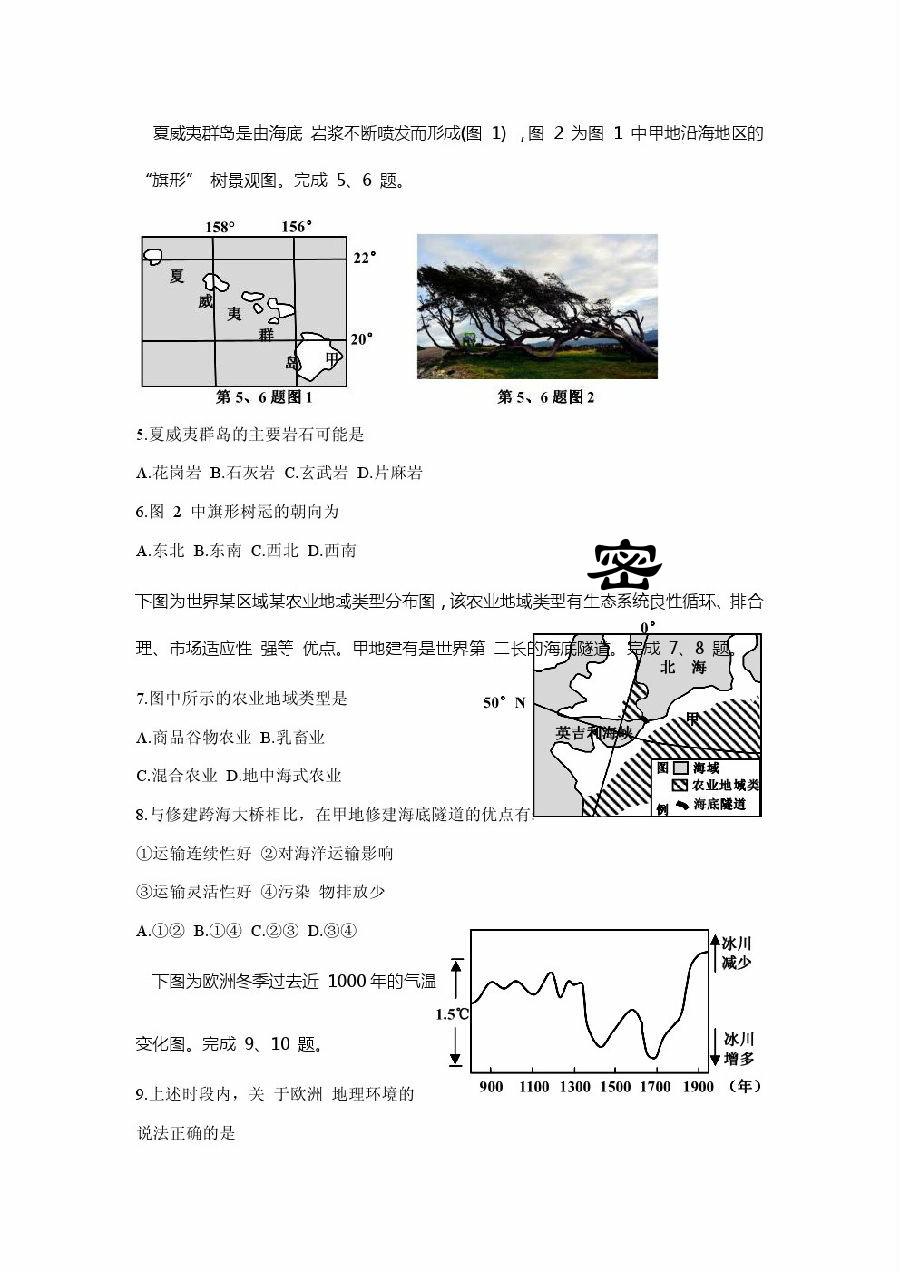 夏威夷群岛是由海底 岩浆不断喷发而形成(图 1) ,图 2 为图 1 中甲地沿海地区的
“旗形” 树景观图。完成 5、6 题。
158° 156°
22°
夏
威
夷
群
20°
岛 甲
第5、6题图1 第5、6题图2
5.夏威夷群岛的主要岩石可能是
A.花岗岩 B.石灰岩 C.玄武岩 D.片麻岩
6.图 2 中旗形树冠的朝向为
A.东北 B.东南 C.西北 D.西南
密
下图为世界某区域某农业地域类型分布图,该农业地域类型有生态系统良性循环、排合
理、市场适应性 强等 优点。甲地建有是世界第 二长的海底隧道。完成 7、8 题。
0°
北 海
50°N
甲
英吉利海峡
图 海域
农业地域类
例 海底隧道
7.图中所示的农业地域类型是
A.商品谷物农业 B.乳畜业
C.混合农业 D.地中海式农业
8.与修建跨海大桥相比，在甲地修建海底隧道的优点有
①运输连续性好 ②对海洋运输影响
③运输灵活性好 ④污染 物排放少
A.①② B.①④ C.②③ D.③④
下图为欧洲冬季过去近 1000年的气温
变化图。完成 9、10 题。
冰川
减少
1.5℃
冰川
增多
900 1100 1300 1500 1700 1900 (年)
9.上述时段内，关 于欧洲 地理环境的
说法正确的是